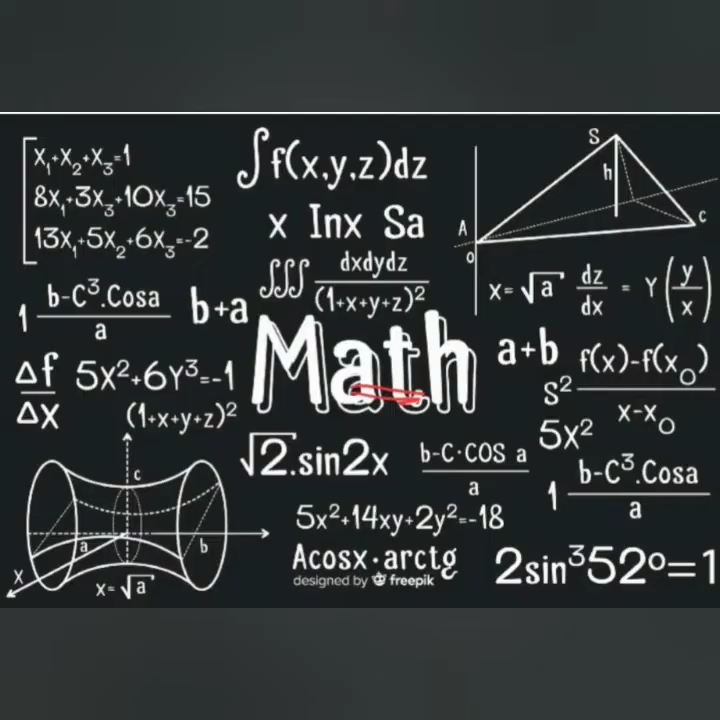 x₁+x₂+x₃=1
8x₁+3x₃+10x₃=15
13x₁+5x₂+6x₃=-2
∫f(x,y,z)dz
x Inx Sa
∭ dxdydz
(1+x+y+z)²
S
h
A
o
C
x=√a
dz
dx
= Y(y/x)
1 b-C³.Cosa
a
b+a
Math
a+b
f(x)-f(x₀)
S²
x-x₀
Δf
Δx
5x²+6Y³=-1
(1+x+y+z)²
5x²
√2.sin2x
b-C·COS a
a
1 b-C³.Cosa
a
c
a
b
X
x=√a
5x²+14xy+2y²=-18
Acosx·arctg
designed by freepik
2sin³52º=1